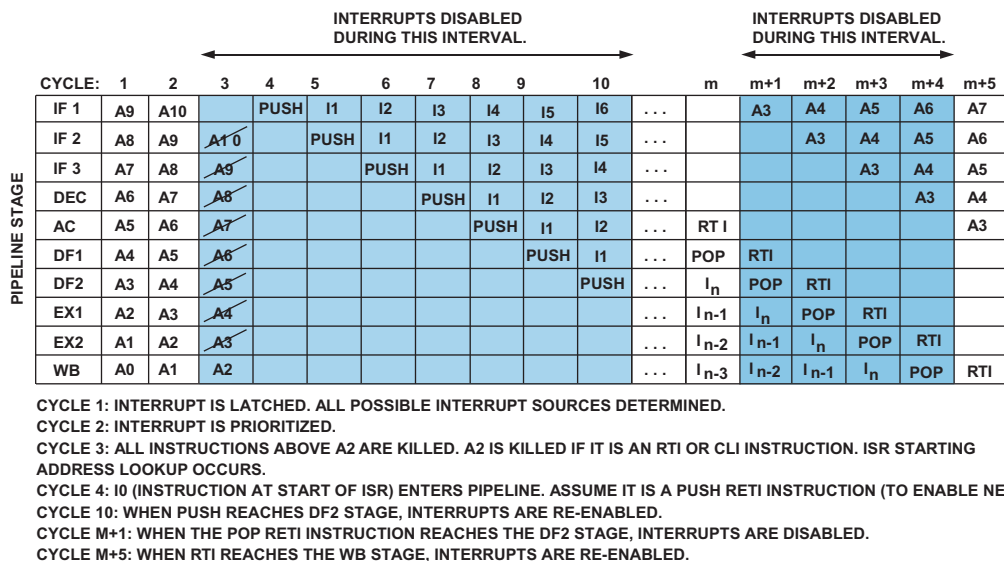 INTERRUPTS DISABLED
DURING THIS INTERVAL.
INTERRUPTS DISABLED
DURING THIS INTERVAL.
CYCLE: 1 2 3 4 5 6 7 8 9 10 m m+1 m+2 m+3 m+4 m+5
PIPELINE STAGE
IF 1 A9 A10 PUSH I1 I2 I3 I4 I5 I6 . . . A3 A4 A5 A6 A7
IF 2 A8 A9 A1 0 PUSH I1 I2 I3 I4 I5 . . . A3 A4 A5 A6
IF 3 A7 A8 A9 PUSH I1 I2 I3 I4 . . . A3 A4 A5
DEC A6 A7 A8 PUSH I1 I2 I3 . . . A3 A4
AC A5 A6 A7 PUSH I1 I2 . . . RT I A3
DF1 A4 A5 A6 PUSH I1 . . . POP RTI
DF2 A3 A4 A5 PUSH . . . In POP RTI
EX1 A2 A3 A4 . . . In-1 In POP RTI
EX2 A1 A2 A3 . . . In-2 In-1 In POP RTI
WB A0 A1 A2 . . . In-3 In-2 In-1 In POP RTI
CYCLE 1: INTERRUPT IS LATCHED. ALL POSSIBLE INTERRUPT SOURCES DETERMINED.
CYCLE 2: INTERRUPT IS PRIORITIZED.
CYCLE 3: ALL INSTRUCTIONS ABOVE A2 ARE KILLED. A2 IS KILLED IF IT IS AN RTI OR CLI INSTRUCTION. ISR STARTING
ADDRESS LOOKUP OCCURS.
CYCLE 4: I0 (INSTRUCTION AT START OF ISR) ENTERS PIPELINE. ASSUME IT IS A PUSH RETI INSTRUCTION (TO ENABLE NE
CYCLE 10: WHEN PUSH REACHES DF2 STAGE, INTERRUPTS ARE RE-ENABLED.
CYCLE M+1: WHEN THE POP RETI INSTRUCTION REACHES THE DF2 STAGE, INTERRUPTS ARE DISABLED.
CYCLE M+5: WHEN RTI REACHES THE WB STAGE, INTERRUPTS ARE RE-ENABLED.